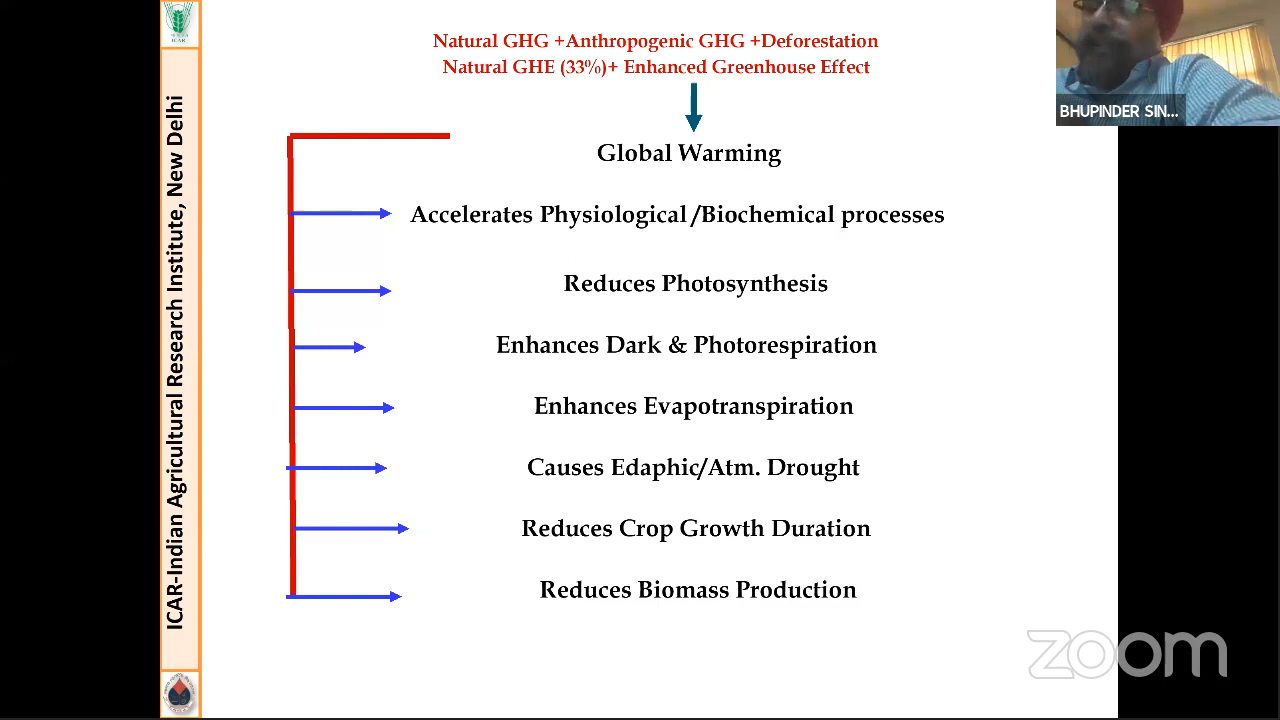 Natural GHG +Anthropogenic GHG +Deforestation
Natural GHE (33%)+ Enhanced Greenhouse Effect
Global Warming
Accelerates Physiological /Biochemical processes
Reduces Photosynthesis
Enhances Dark & Photorespiration
Enhances Evapotranspiration
Causes Edaphic/Atm. Drought
Reduces Crop Growth Duration
Reduces Biomass Production
ICAR-Indian Agricultural Research Institute, New Delhi
ICAR
BHUPINDER SIN...
zoom